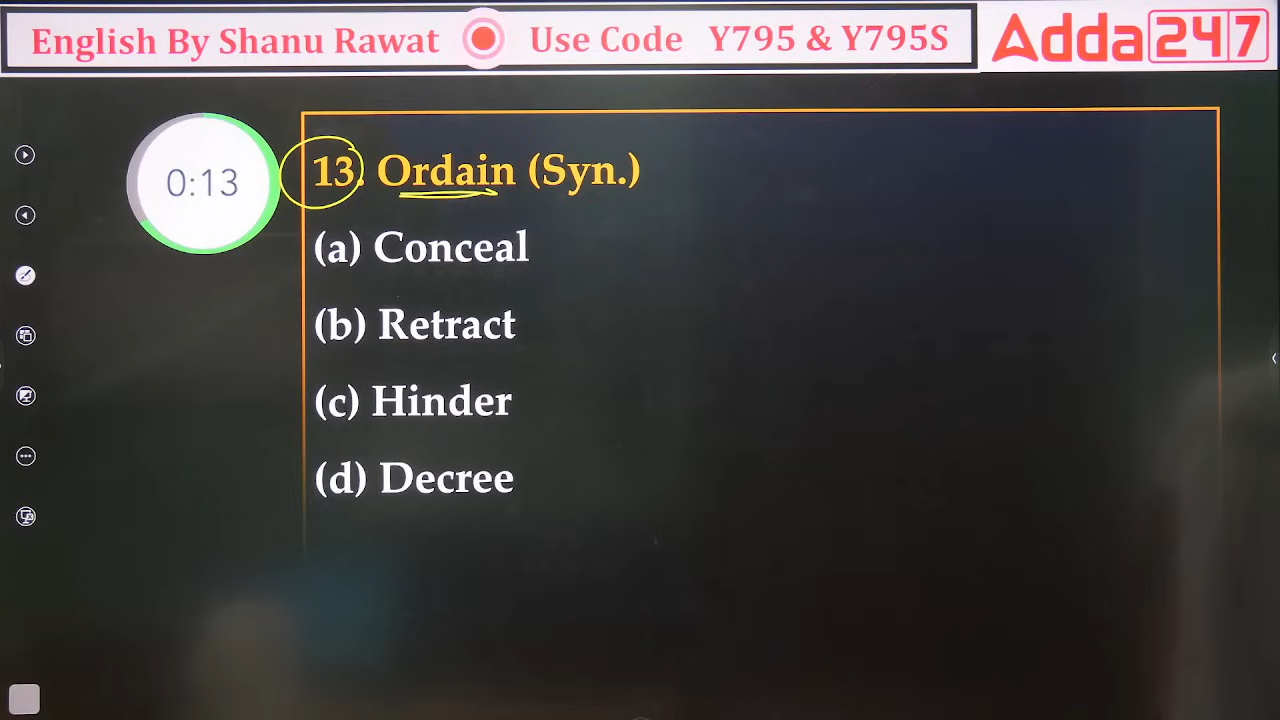 English By Shanu Rawat Use Code Y795 & Y795S Adda247
0:13
13. Ordain (Syn.)
(a) Conceal
(b) Retract
(c) Hinder
(d) Decree